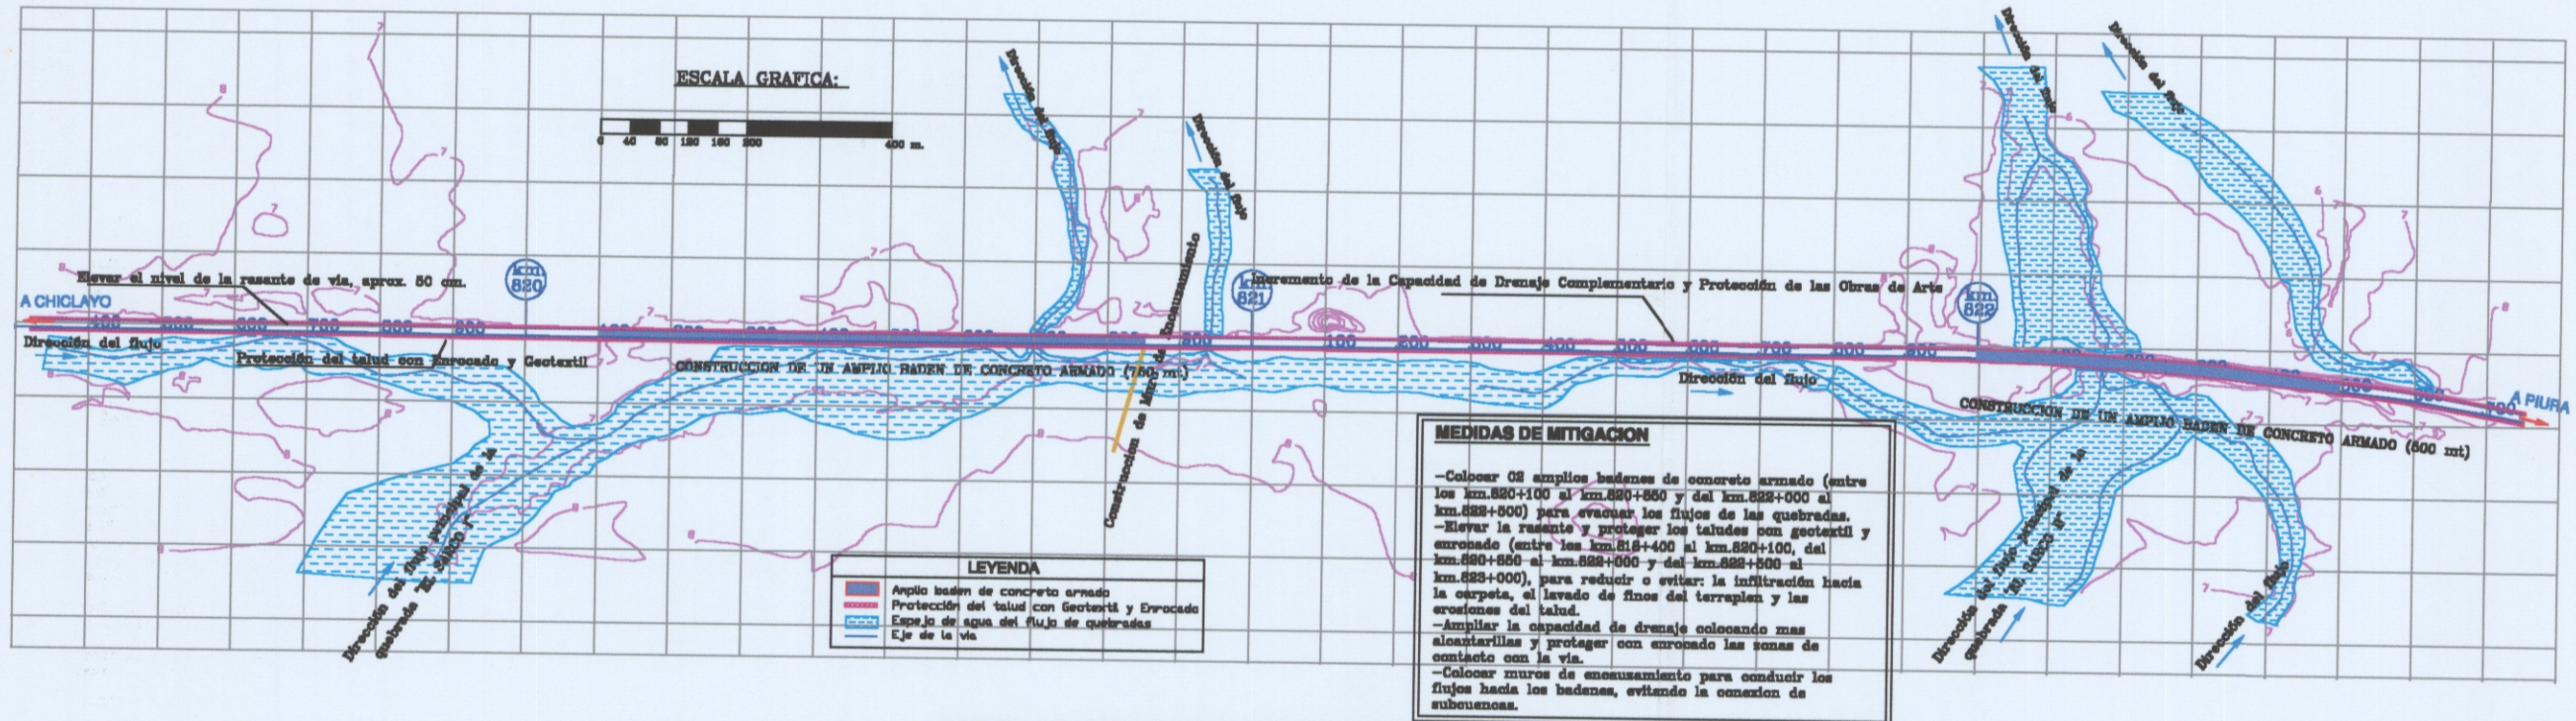 ESCALA GRAFICA:
0 40 80 120 160 200 400 m.
Dirección del flujo
Dirección del flujo
Dirección del flujo
Dirección del flujo
Elevar el nivel de la rasante de via, aprox. 50 cm.
km 820
km 821
Incremento de la Capacidad de Drenaje Complementario y Protección de las Obras de Arte
km 822
A CHICLAYO
A PIURA
Dirección del flujo
Protección del talud con Enrocado y Geotextil
CONSTRUCCION DE UN AMPLIO BADEN DE CONCRETO ARMADO (750 mt)
Construccion de Muro de Encauzamiento
Dirección del flujo
CONSTRUCCION DE UN AMPLIO BADEN DE CONCRETO ARMADO (500 mt)
Dirección del flujo principal de la
quebrada "EL SARCO I"
Dirección del flujo principal de la
quebrada "EL SARCO II"
Dirección del flujo
LEYENDA
Amplio baden de concreto armado
Protección del talud con Geotextil y Enrocado
Espejo de agua del flujo de quebradas
Eje de la via
MEDIDAS DE MITIGACION
-Colocar 02 amplios badenes de concreto armado (entre
los km.820+100 al km.820+850 y del km.822+000 al
km.822+500) para evacuar los flujos de las quebradas.
-Elevar la rasante y proteger los taludes con geotextil y
enrocado (entre los km.819+400 al km.820+100, del
km.820+850 al km.822+000 y del km.822+500 al
km.823+000), para reducir o evitar: la infiltración hacia
la carpeta, el lavado de finos del terraplen y las
erosiones del talud.
-Ampliar la capacidad de drenaje colocando mas
alcantarillas y proteger con enrocado las zonas de
contacto con la via.
-Colocar muros de encauzamiento para conducir los
flujos hacia los badenes, evitando la conexion de
subcuencas.